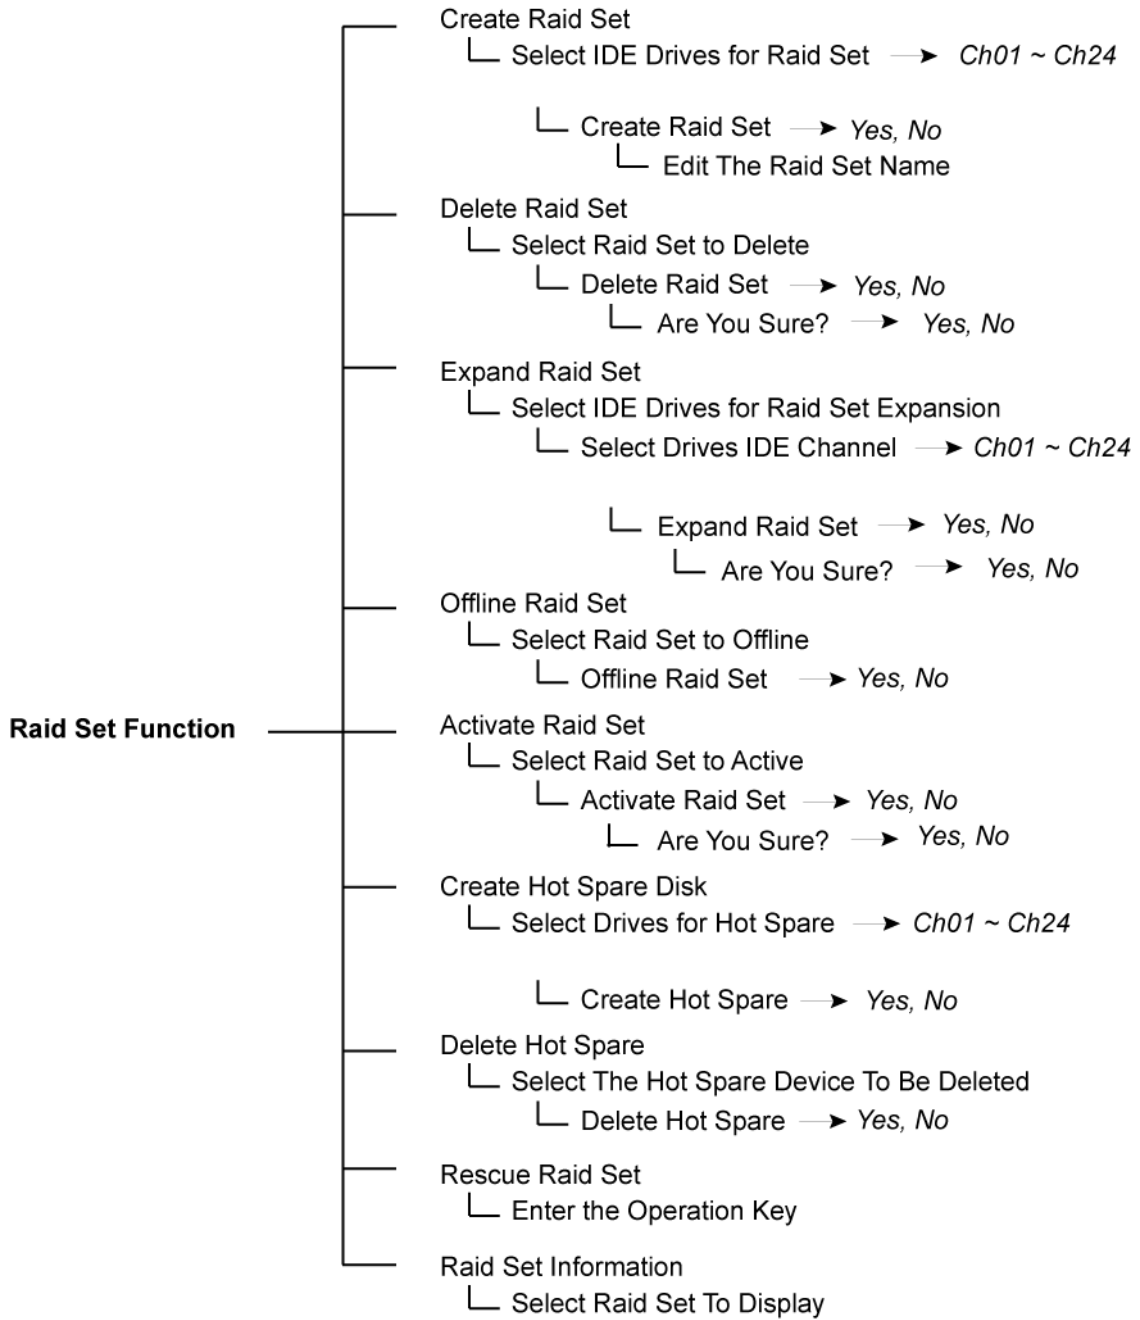 Create Raid Set
Select IDE Drives for Raid Set Ch01 ~ Ch24
Create Raid Set Yes, No
Edit The Raid Set Name
Delete Raid Set
Select Raid Set to Delete
Delete Raid Set Yes, No
Are You Sure? Yes, No
Expand Raid Set
Select IDE Drives for Raid Set Expansion
Select Drives IDE Channel Ch01 ~ Ch24
Expand Raid Set Yes, No
Are You Sure? Yes, No
Offline Raid Set
Select Raid Set to Offline
Offline Raid Set Yes, No
Raid Set Function
Activate Raid Set
Select Raid Set to Active
Activate Raid Set Yes, No
Are You Sure? Yes, No
Create Hot Spare Disk
Select Drives for Hot Spare Ch01 ~ Ch24
Create Hot Spare Yes, No
Delete Hot Spare
Select The Hot Spare Device To Be Deleted
Delete Hot Spare Yes, No
Rescue Raid Set
Enter the Operation Key
Raid Set Information
Select Raid Set To Display